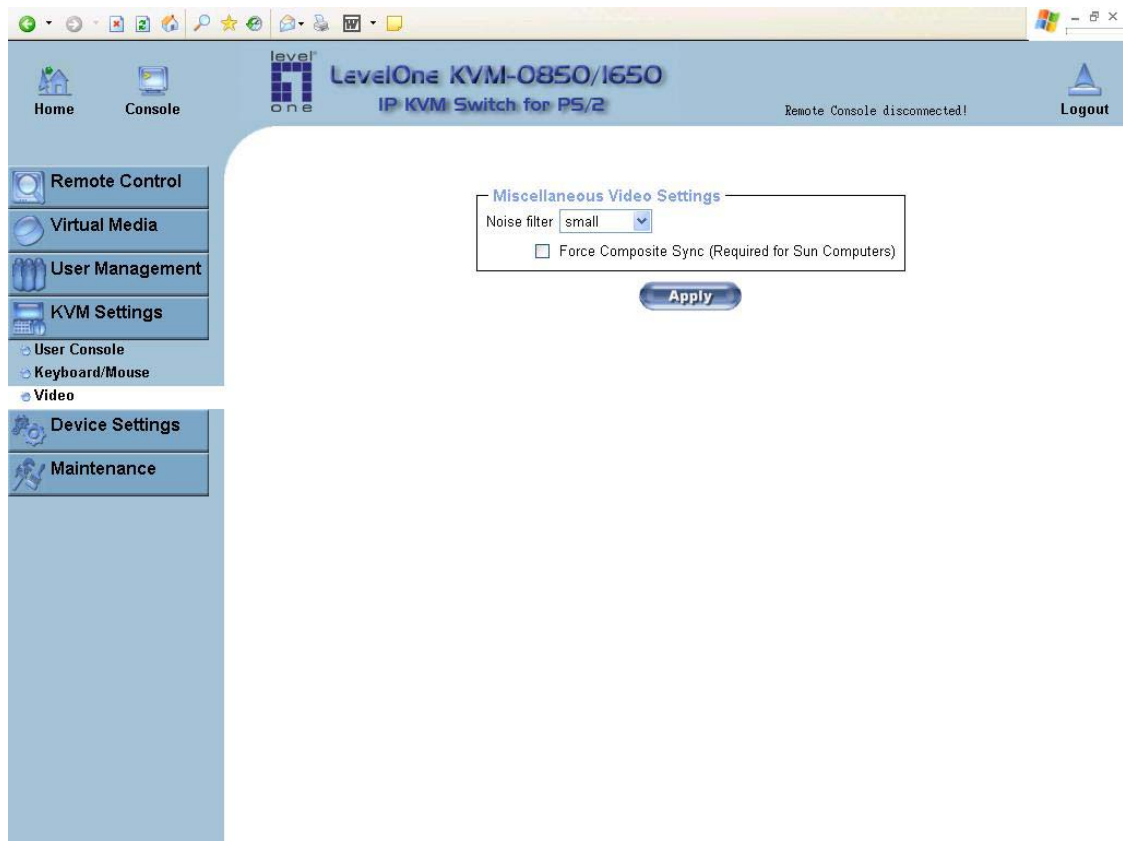 level
one
LevelOne KVM-0850/1650
IP KVM Switch for PS/2
Home
Console
Remote Console disconnected!
Logout
Remote Control
Virtual Media
User Management
KVM Settings
User Console
Keyboard/Mouse
Video
Device Settings
Maintenance
Miscellaneous Video Settings
Noise filter small
Force Composite Sync (Required for Sun Computers)
Apply